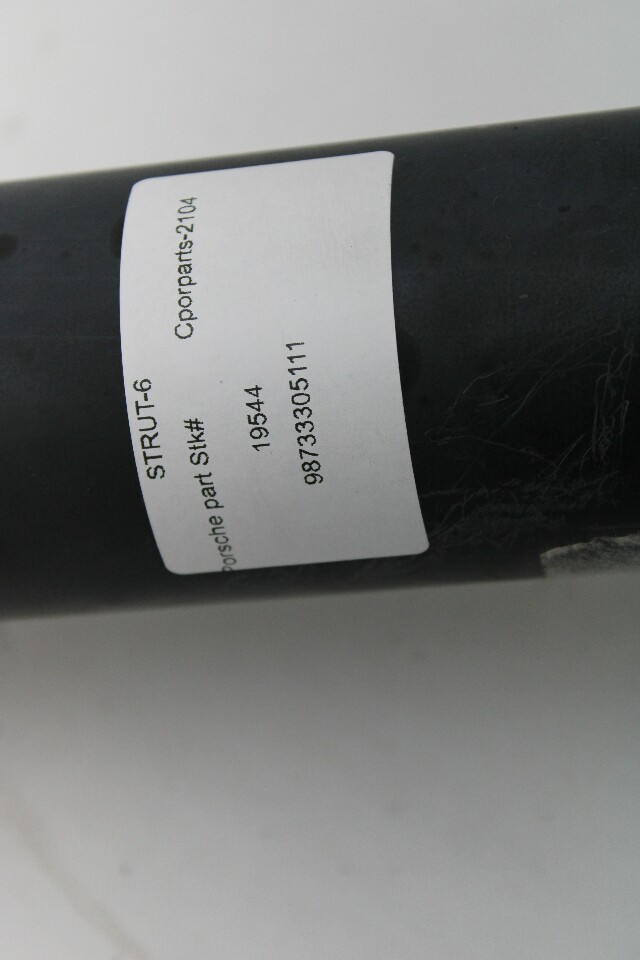 STRUT-6
Cporparts-2104
Porsche part Stk#
19544
98733305111